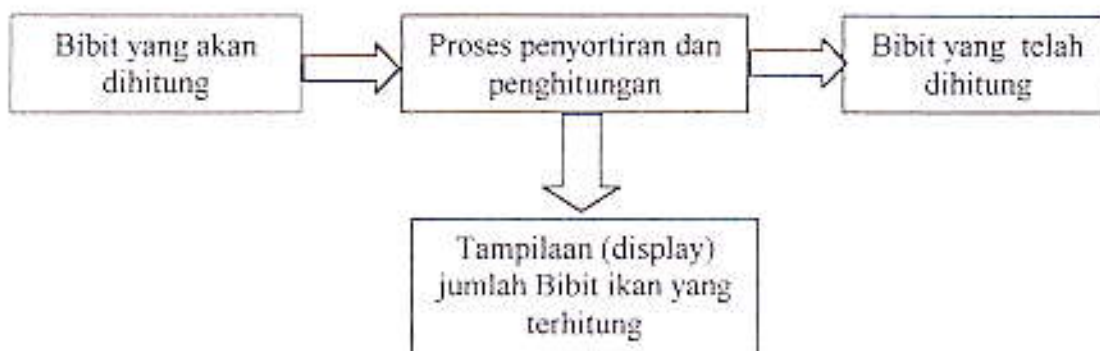 Bibit yang akan
dihitung
Proses penyortiran dan
penghitungan
Bibit yang telah
dihitung
Tampilaan (display)
jumlah Bibit ikan yang
terhitung